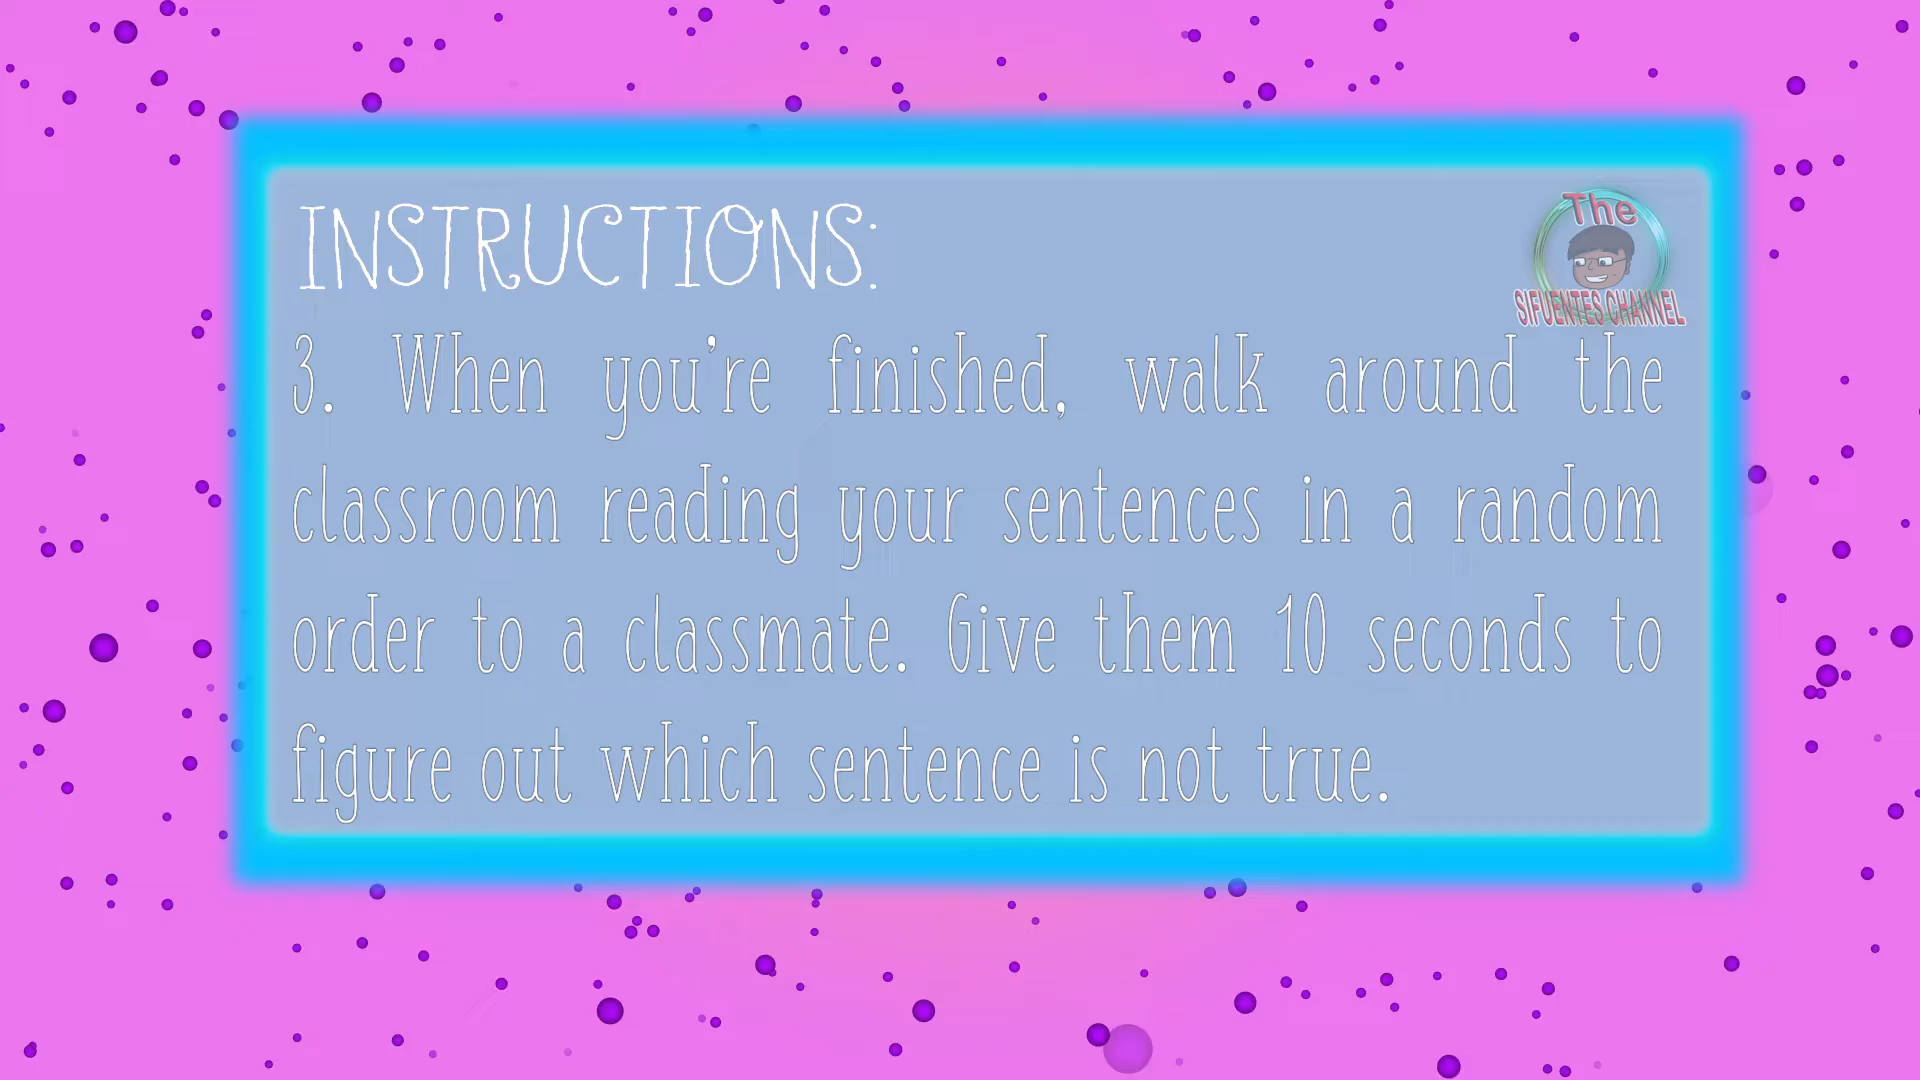 The
SIFUENTES CHANNEL
INSTRUCTIONS:
3. When you're finished, walk around the
classroom reading your sentences in a random
order to a classmate. Give them 10 seconds to
figure out which sentence is not true.